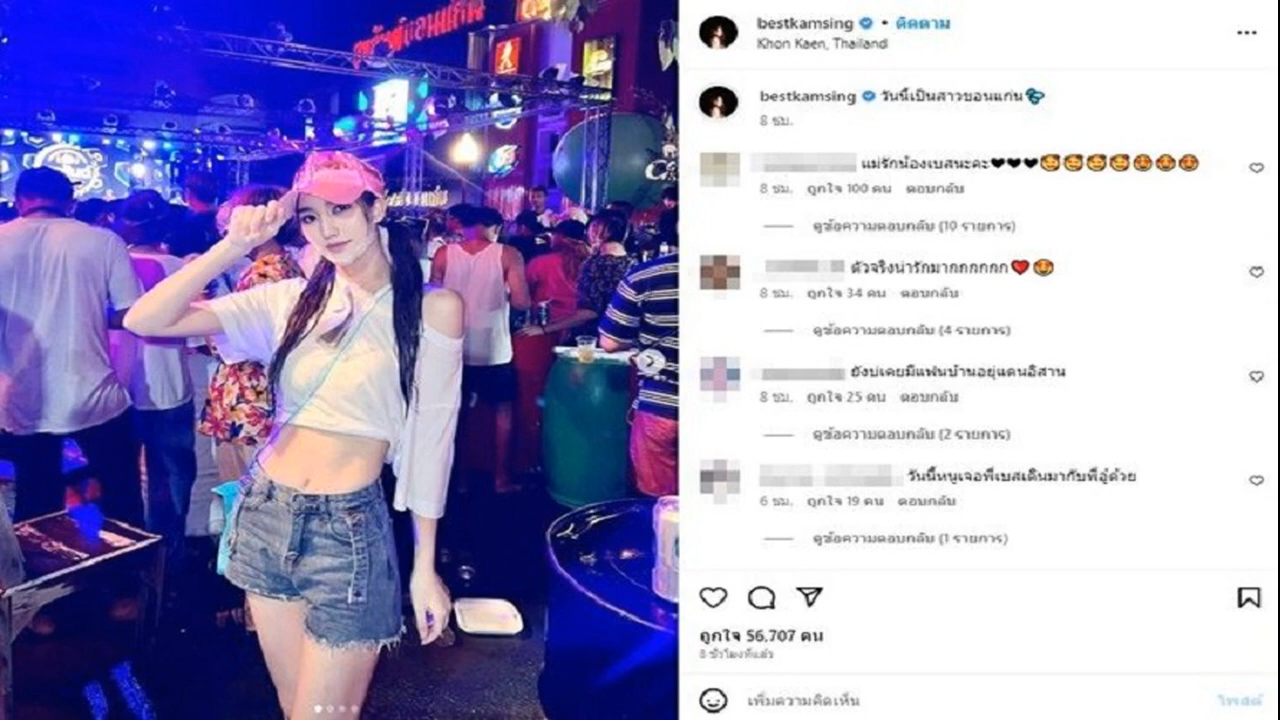 bestkamsing • ติดตาม
Khon Kaen, Thailand
bestkamsing วันนี้เป็นสาวขอนแก่น
8 ชม.
แม่รักน้องเบสนะคะ❤❤❤🥰🥰🥰🥰🤩🤩🤩
8 ชม. ถูกใจ 100 คน ตอบกลับ
ดูข้อความตอบกลับ (10 รายการ)
ตัวจริงน่ารักมากกกกกก❤️🤩
8 ชม. ถูกใจ 34 คน ตอบกลับ
ดูข้อความตอบกลับ (4 รายการ)
ยังบ่เคยมีแฟนบ้านอยู่แดนอิสาน
8 ชม. ถูกใจ 25 คน ตอบกลับ
ดูข้อความตอบกลับ (2 รายการ)
วันนี้หนูเจอพี่เบสเดินมากับพี่อู๋ด้วย
6 ชม. ถูกใจ 19 คน ตอบกลับ
ดูข้อความตอบกลับ (1 รายการ)
ถูกใจ 56,707 คน
8 ชั่วโมงที่แล้ว
เพิ่มความคิดเห็น
โพสต์